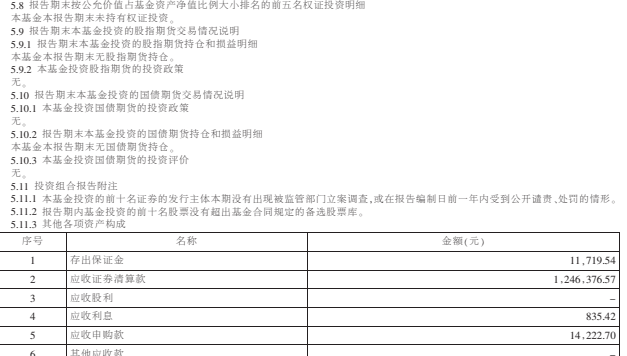 5.8 报告期末按公允价值占基金资产净值比例大小排名的前五名权证投资明细
本基金本报告期末未持有权证投资。
5.9 报告期末本基金投资的股指期货交易情况说明
5.9.1 报告期末本基金投资的股指期货持仓和损益明细
本基金本报告期末无股指期货持仓。
5.9.2 本基金投资股指期货的投资政策
无。
5.10 报告期末本基金投资的国债期货交易情况说明
5.10.1 本基金投资国债期货的投资政策
无。
5.10.2 报告期末本基金投资的国债期货持仓和损益明细
本基金本报告期末无国债期货持仓。
5.10.3 本基金投资国债期货的投资评价
无。
5.11 投资组合报告附注
5.11.1 本基金投资的前十名证券的发行主体本期没有出现被监管部门立案调查,或在报告编制日前一年内受到公开谴责、处罚的情形。
5.11.2 报告期内基金投资的前十名股票没有超出基金合同规定的备选股票库。
5.11.3 其他各项资产构成
序号 名称 金额(元)
1 存出保证金 11,719.54
2 应收证券清算款 1,246,376.57
3 应收股利 –
4 应收利息 835.42
5 应收申购款 14,222.70
6 其他应收款 –